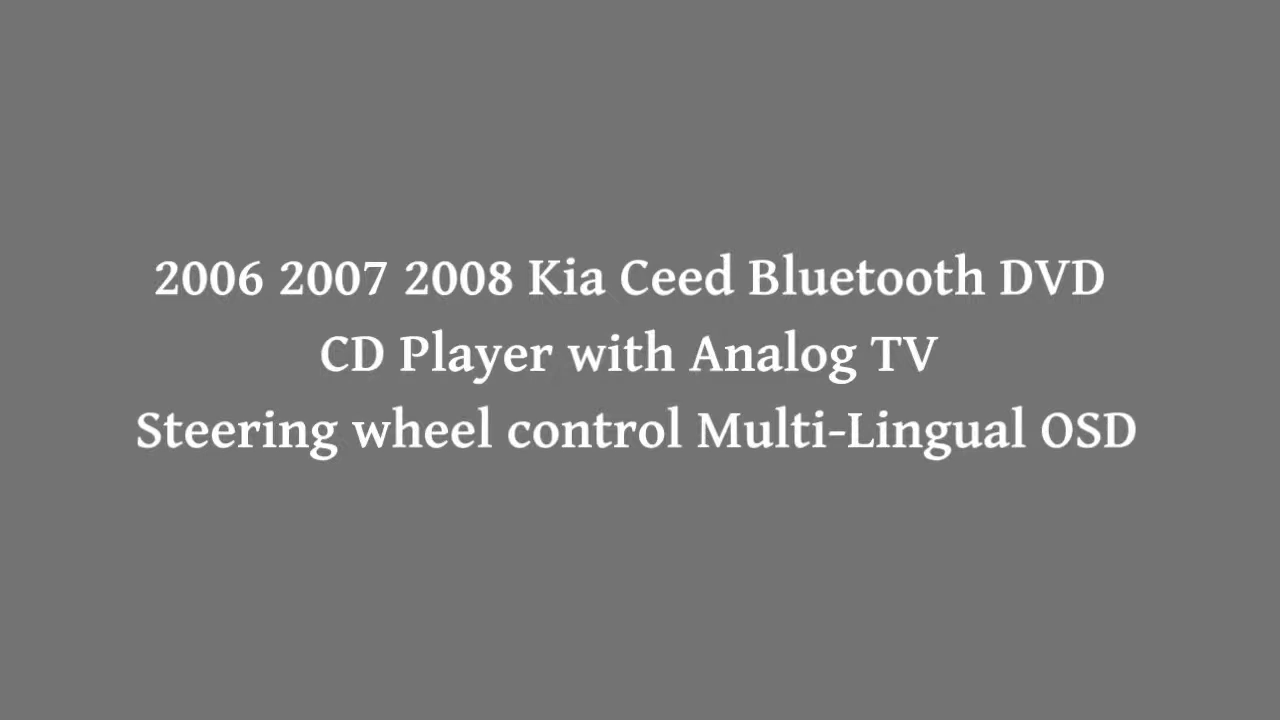 2006 2007 2008 Kia Ceed Bluetooth DVD
CD Player with Analog TV
Steering wheel control Multi-Lingual OSD